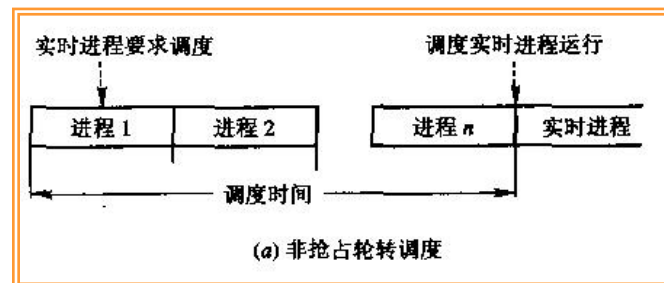 实时进程要求调度
调度实时进程运行
进程 1
进程 2
进程 n
实时进程
调度时间
(a) 非抢占轮转调度